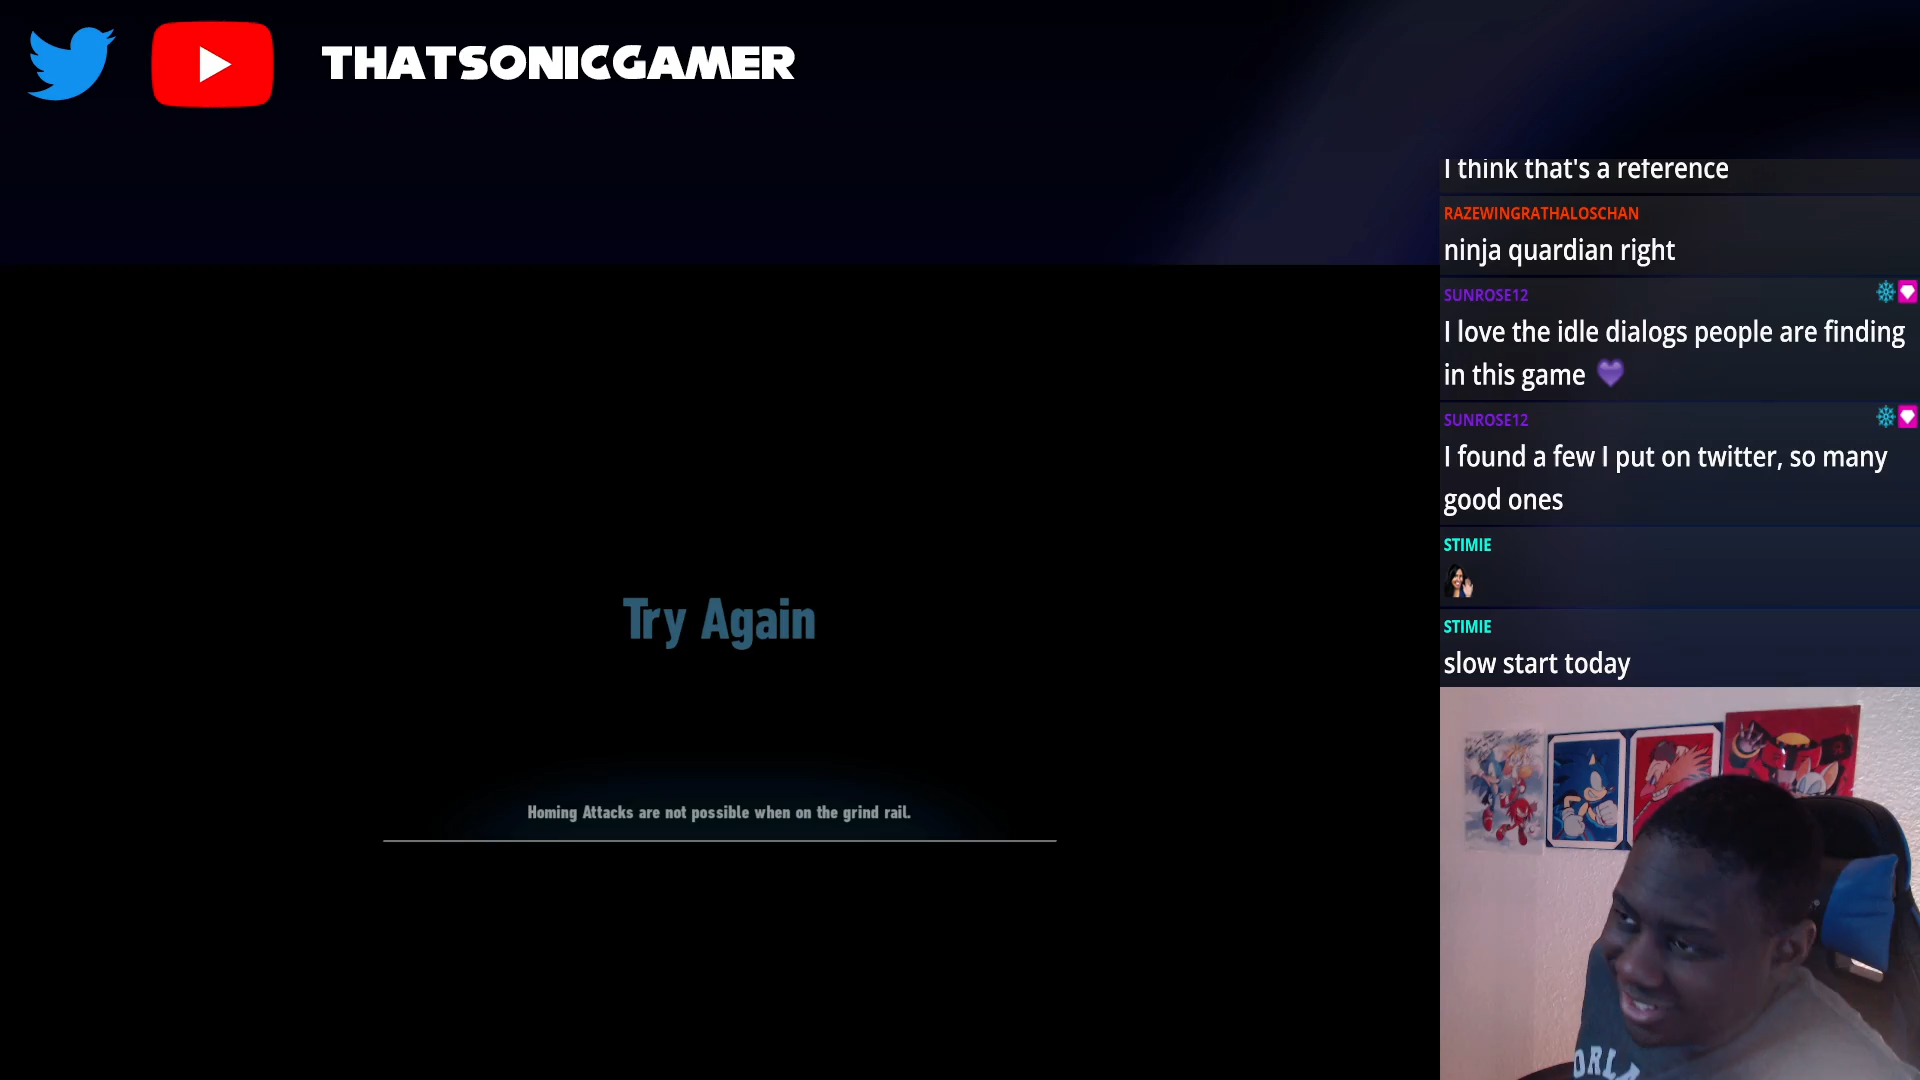 THATSONICGAMER
I think that's a reference
RAZEWINGRATHALOSCHAN
ninja quardian right
SUNROSE12
I love the idle dialogs people are finding
in this game
SUNROSE12
I found a few I put on twitter, so many
good ones
STIMIE
STIMIE
slow start today
Try Again
Homing Attacks are not possible when on the grind rail.
ORLA